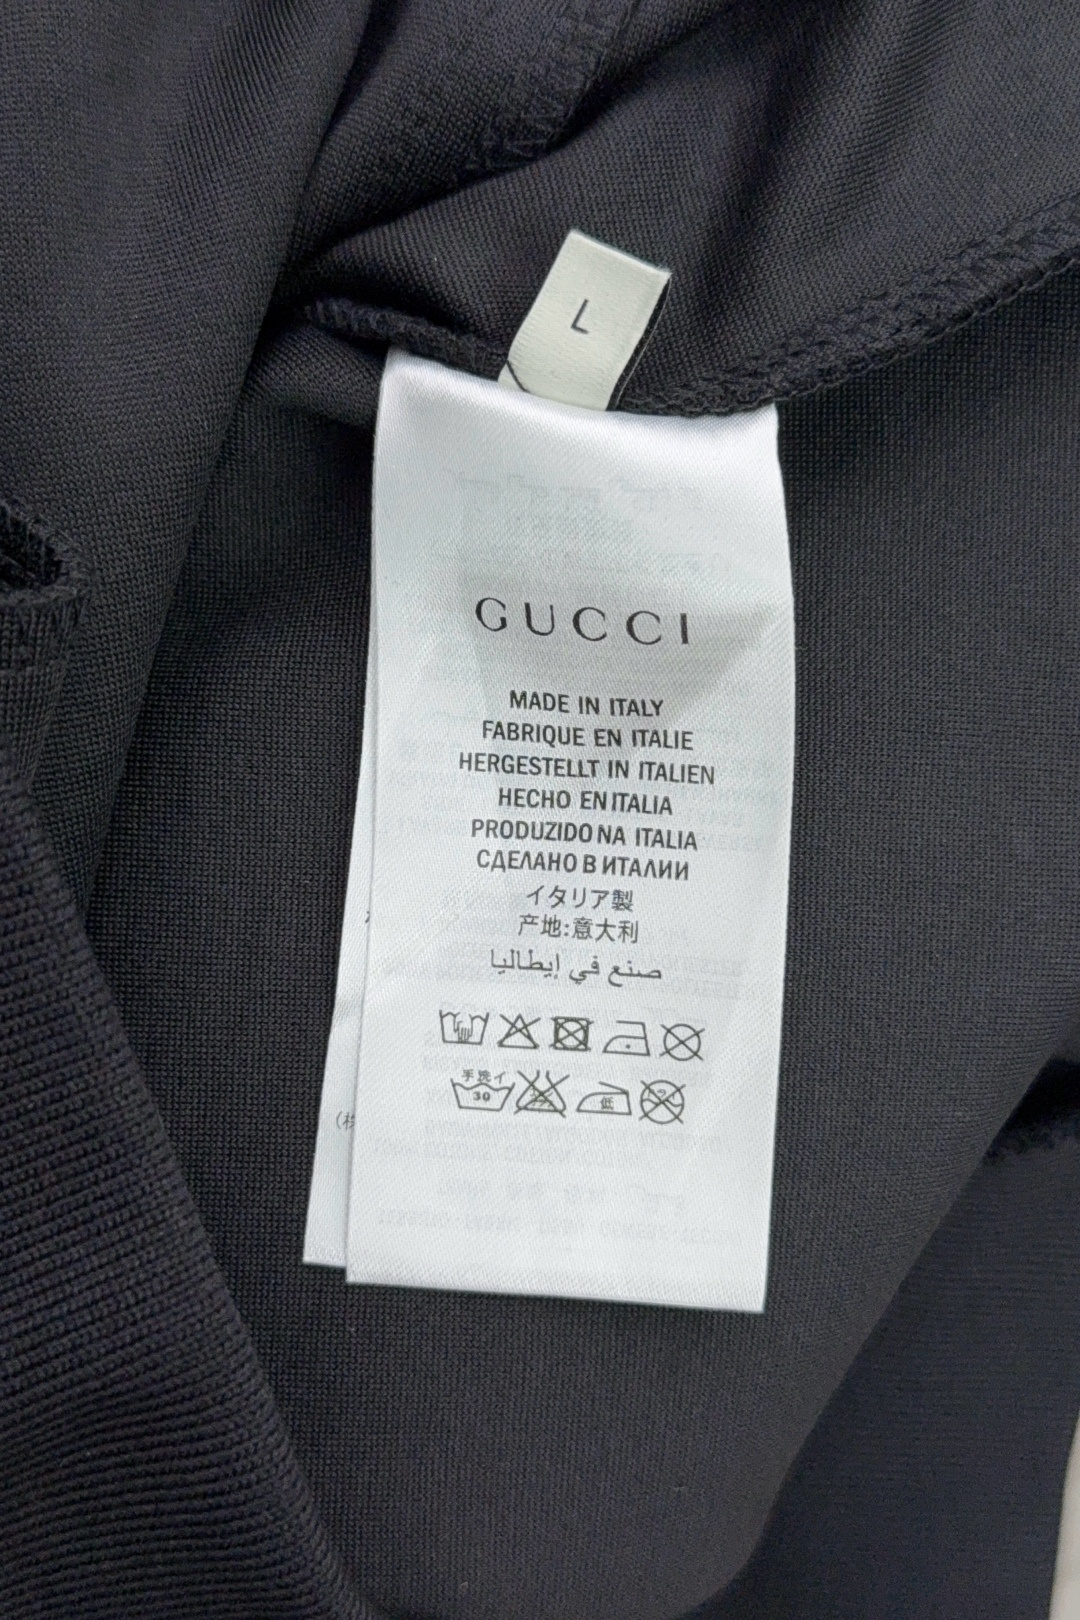 L
GUCCI
MADE IN ITALY
FABRIQUE EN ITALIE
HERGESTELLT IN ITALIEN
HECHO EN ITALIA
PRODUZIDO NA ITALIA
СДЕЛАНО В ИТАЛИИ
イタリア製
产地:意大利
صنع في إيطاليا
手洗イ
30
低